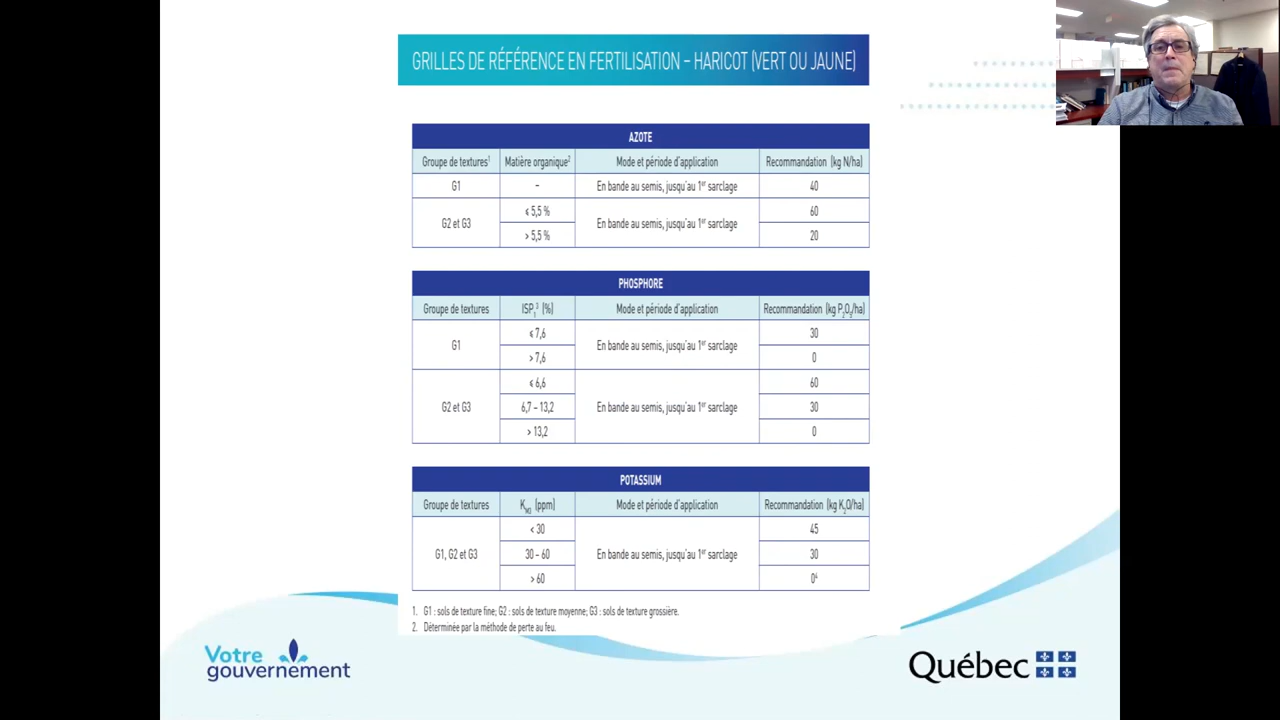 GRILLES DE RÉFÉRENCE EN FERTILISATION – HARICOT (VERT OU JAUNE)
AZOTE
Groupe de textures¹ Matière organique² Mode et période d'application Recommandation (kg N/ha)
G1 – En bande au semis, jusqu'au 1er sarclage 40
G2 et G3 ≤ 5,5 % En bande au semis, jusqu'au 1er sarclage 60
> 5,5 % 20
PHOSPHORE
Groupe de textures ISP₁³ (%) Mode et période d'application Recommandation (kg P₂O₅/ha)
G1 ≤ 7,6 En bande au semis, jusqu'au 1er sarclage 30
> 7,6 0
G2 et G3 ≤ 6,6 En bande au semis, jusqu'au 1er sarclage 60
6,7 – 13,2 30
> 13,2 0
POTASSIUM
Groupe de textures K M3 (ppm) Mode et période d'application Recommandation (kg K₂O/ha)
G1, G2 et G3 < 30 En bande au semis, jusqu'au 1er sarclage 45
30 – 60 30
> 60 0⁴
1. G1 : sols de texture fine; G2 : sols de texture moyenne; G3 : sols de texture grossière.
2. Déterminée par la méthode de perte au feu.
Votre
gouvernement
Québec